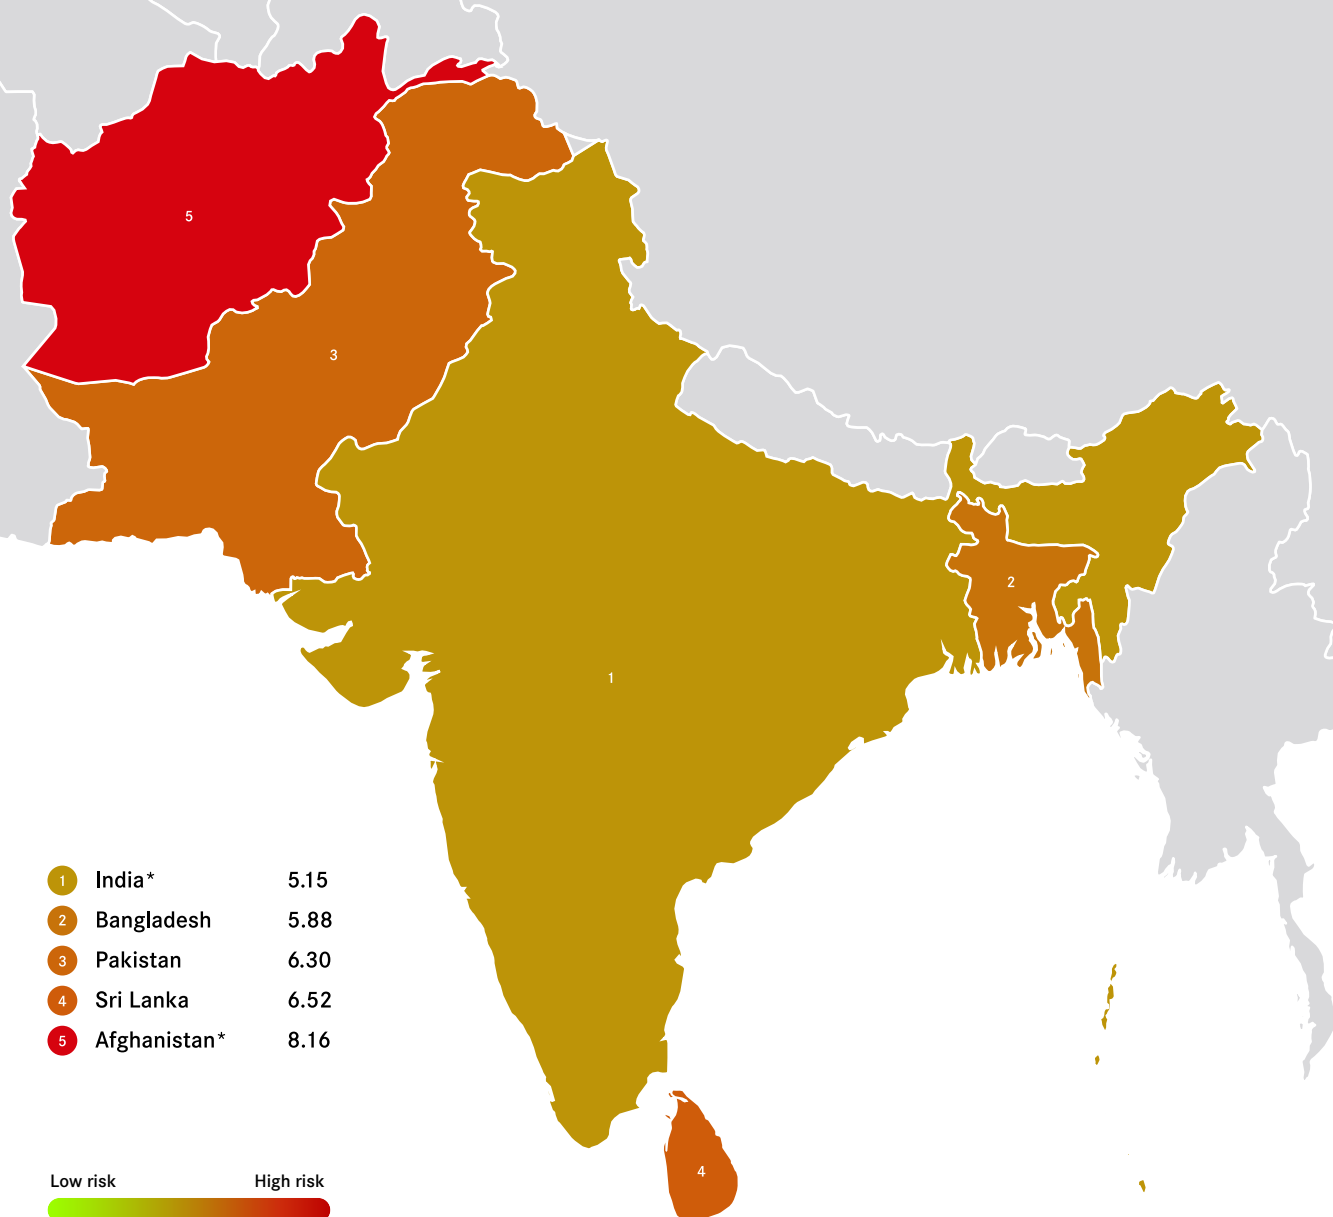 5
3
2
1
1 India* 5.15
2 Bangladesh 5.88
3 Pakistan 6.30
4 Sri Lanka 6.52
5 Afghanistan* 8.16
4
Low risk High risk